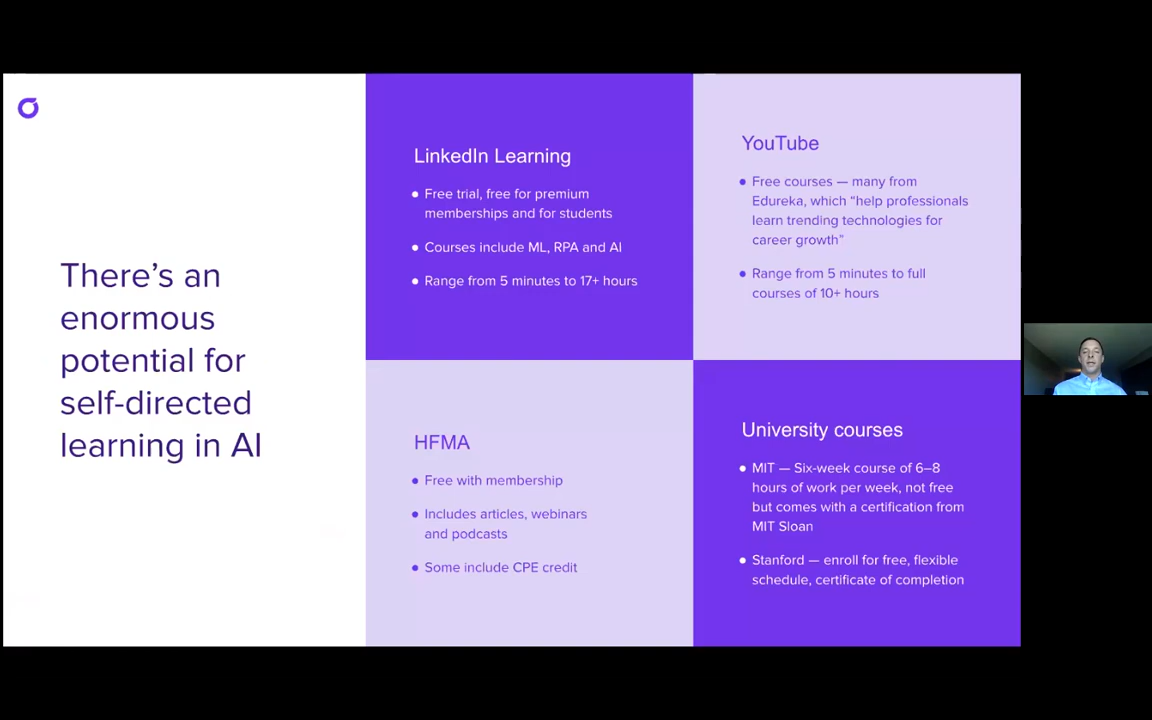 There’s an
enormous
potential for
self-directed
learning in AI
LinkedIn Learning
● Free trial, free for premium
memberships and for students
● Courses include ML, RPA and AI
● Range from 5 minutes to 17+ hours
YouTube
● Free courses — many from
Edureka, which “help professionals
learn trending technologies for
career growth”
● Range from 5 minutes to full
courses of 10+ hours
HFMA
● Free with membership
● Includes articles, webinars
and podcasts
● Some include CPE credit
University courses
● MIT — Six-week course of 6–8
hours of work per week, not free
but comes with a certification from
MIT Sloan
● Stanford — enroll for free, flexible
schedule, certificate of completion